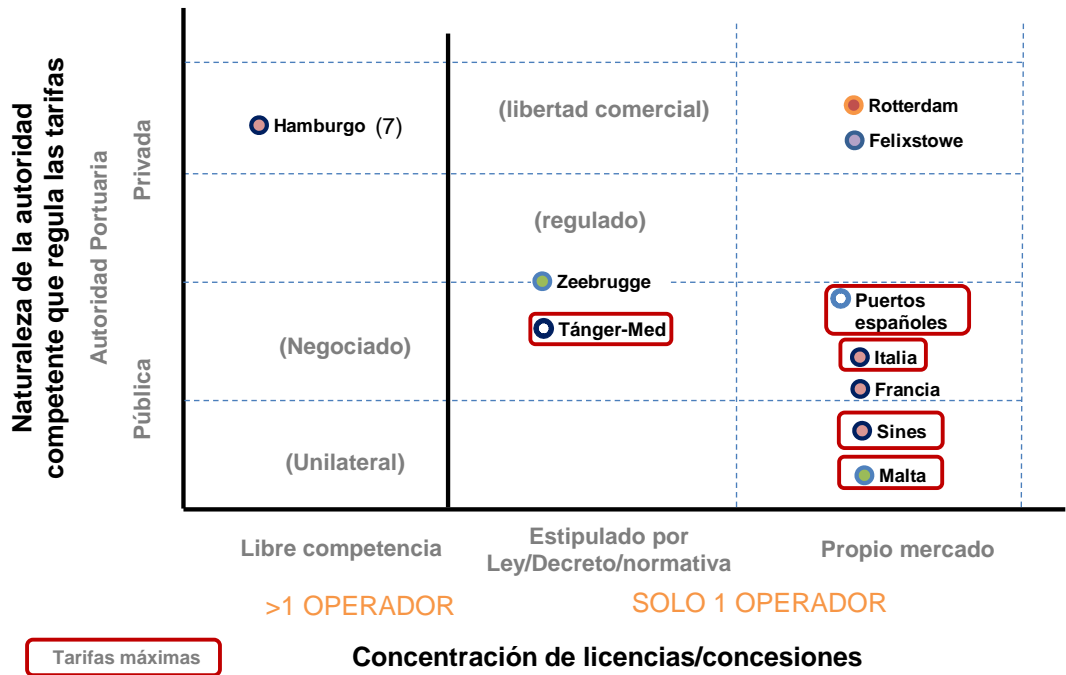 Naturaleza de la autoridad
competente que regula las tarifas
Autoridad Portuaria
Privada
Pública
Hamburgo (7)
(libertad comercial)
Rotterdam
Felixstowe
(regulado)
Zeebrugge
Puertos
españoles
Tánger-Med
(Negociado)
Italia
Francia
Sines
(Unilateral)
Malta
Libre competencia
Estipulado por
Ley/Decreto/normativa
Propio mercado
>1 OPERADOR
SOLO 1 OPERADOR
Tarifas máximas
Concentración de licencias/concesiones